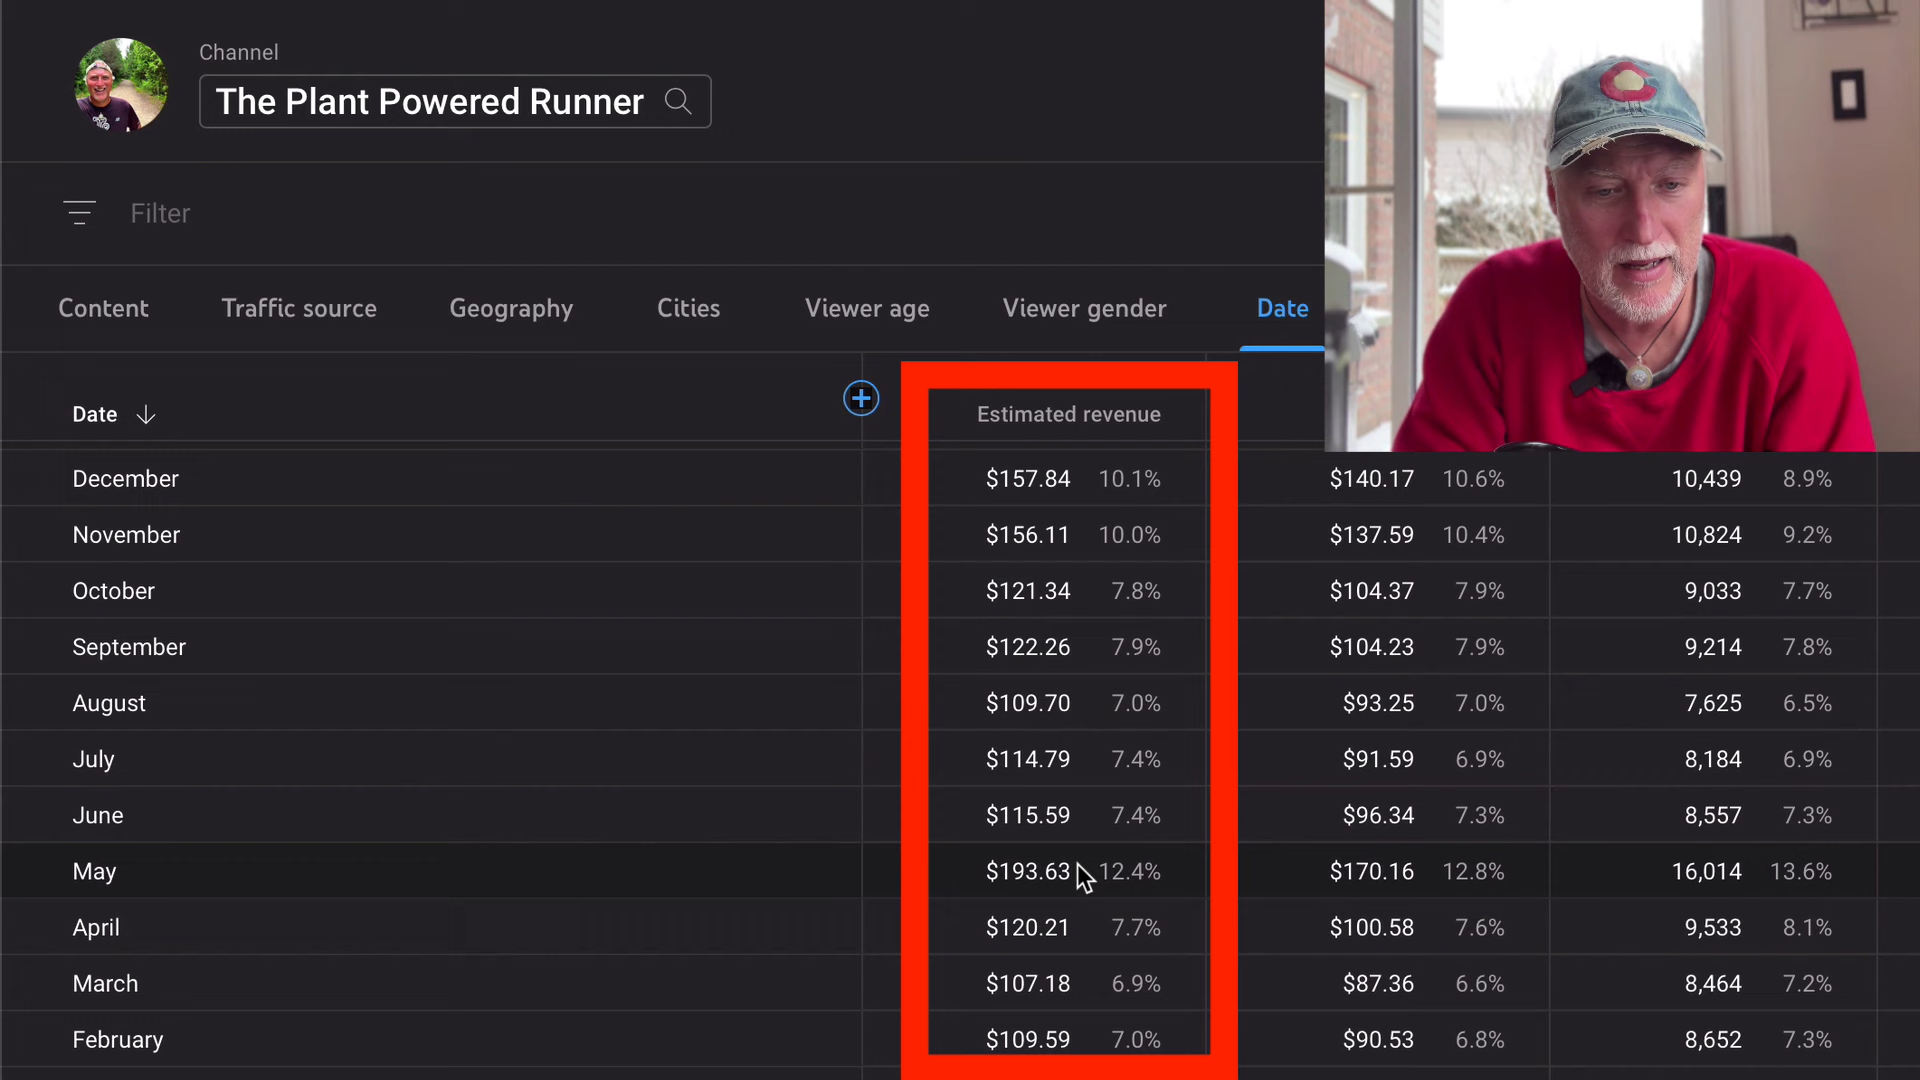 Channel
The Plant Powered Runner
Filter
Content Traffic source Geography Cities Viewer age Viewer gender Date
Date Estimated revenue
December $157.84 10.1% $140.17 10.6% 10,439 8.9%
November $156.11 10.0% $137.59 10.4% 10,824 9.2%
October $121.34 7.8% $104.37 7.9% 9,033 7.7%
September $122.26 7.9% $104.23 7.9% 9,214 7.8%
August $109.70 7.0% $93.25 7.0% 7,625 6.5%
July $114.79 7.4% $91.59 6.9% 8,184 6.9%
June $115.59 7.4% $96.34 7.3% 8,557 7.3%
May $193.63 12.4% $170.16 12.8% 16,014 13.6%
April $120.21 7.7% $100.58 7.6% 9,533 8.1%
March $107.18 6.9% $87.36 6.6% 8,464 7.2%
February $109.59 7.0% $90.53 6.8% 8,652 7.3%